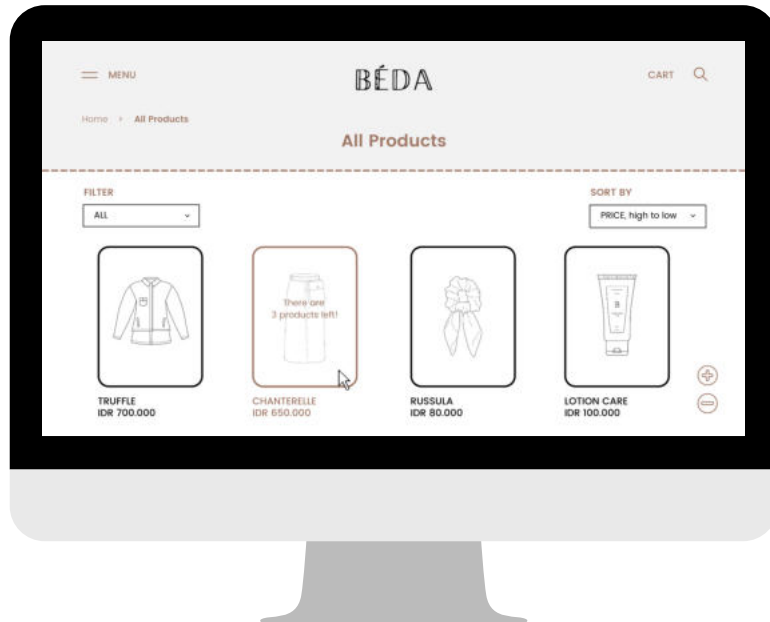 MENU
BÉDA
CART
Home > All Products
All Products
FILTER
SORT BY
ALL
PRICE, high to low
There are
3 products left!
B
TRUFFLE
IDR 700.000
CHANTERELLE
IDR 650.000
RUSSULA
IDR 80.000
LOTION CARE
IDR 100.000